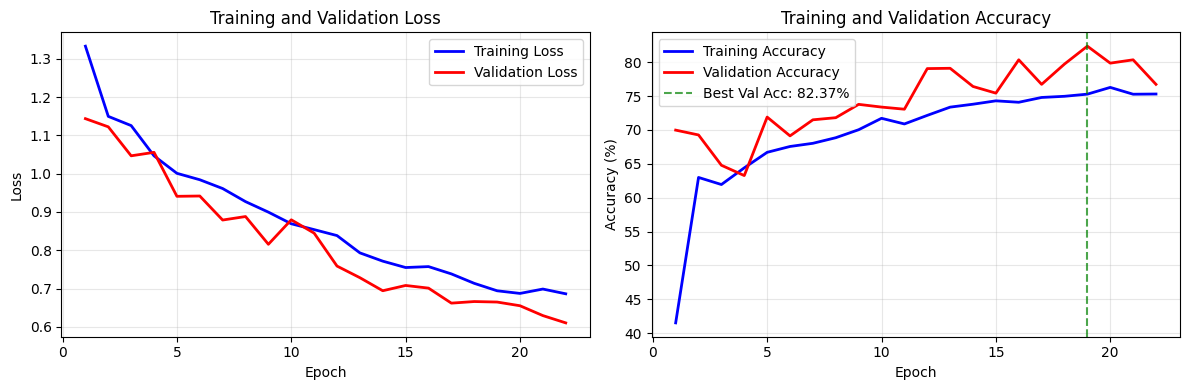 Training and Validation Loss
Training Loss
Validation Loss
1.3
1.2
1.1
1.0
0.9
0.8
0.7
0.6
Loss
0
5
10
15
20
Epoch
Training and Validation Accuracy
Training Accuracy
Validation Accuracy
Best Val Acc: 82.37%
80
75
70
65
60
55
50
45
40
Accuracy (%)
0
5
10
15
20
Epoch